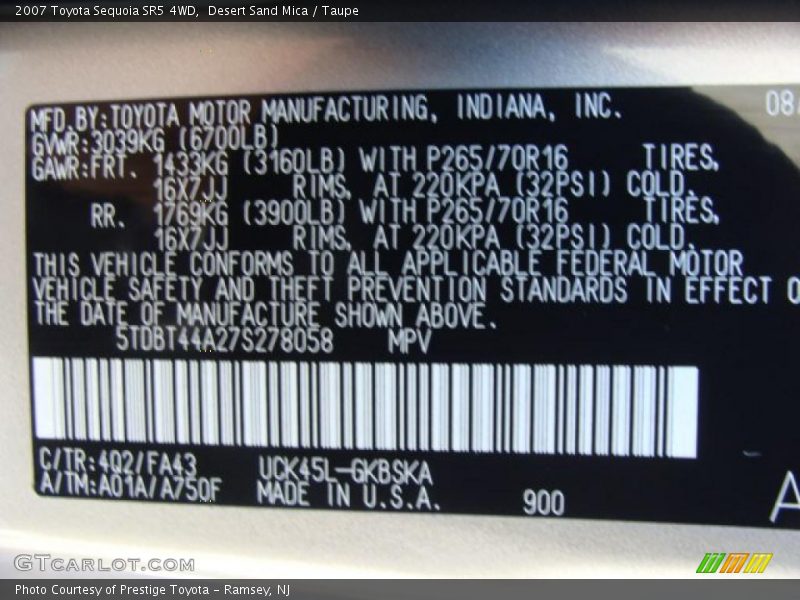 2007 Toyota Sequoia SR5 4WD, Desert Sand Mica / Taupe
MFD.BY:TOYOTA MOTOR MANUFACTURING, INDIANA, INC. 08
GVWR:3039KG (6700LB)
GAWR:FRT. 1433KG (3160LB) WITH P265/70R16 TIRES,
16X7JJ RIMS, AT 220KPA (32PSI) COLD.
RR. 1769KG (3900LB) WITH P265/70R16 TIRES,
16X7JJ RIMS, AT 220KPA (32PSI) COLD.
THIS VEHICLE CONFORMS TO ALL APPLICABLE FEDERAL MOTOR
VEHICLE SAFETY AND THEFT PREVENTION STANDARDS IN EFFECT O
THE DATE OF MANUFACTURE SHOWN ABOVE.
5TDBT44A27S278058 MPV
C/TR:4Q2/FA43 UCK45L-GKBSKA
A/TM:A01A/A750F MADE IN U.S.A. 900 A
GTCARLOT.COM
Photo Courtesy of Prestige Toyota - Ramsey, NJ